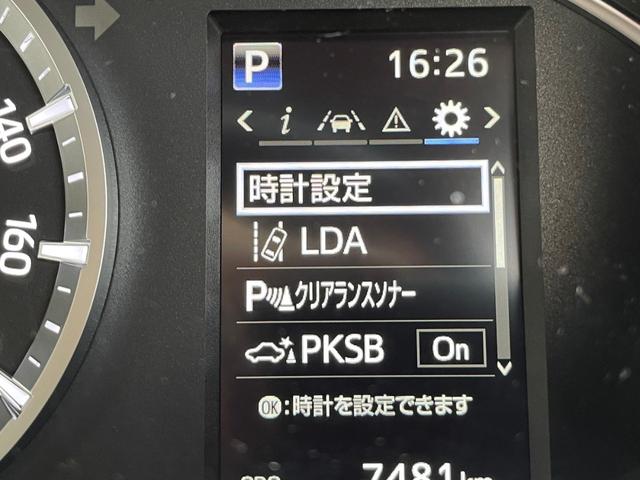 P 16:26
i
時計設定
LDA
Pクリアランスソナー
PKSB On
OK:時計を設定できます
7481 km
140
160